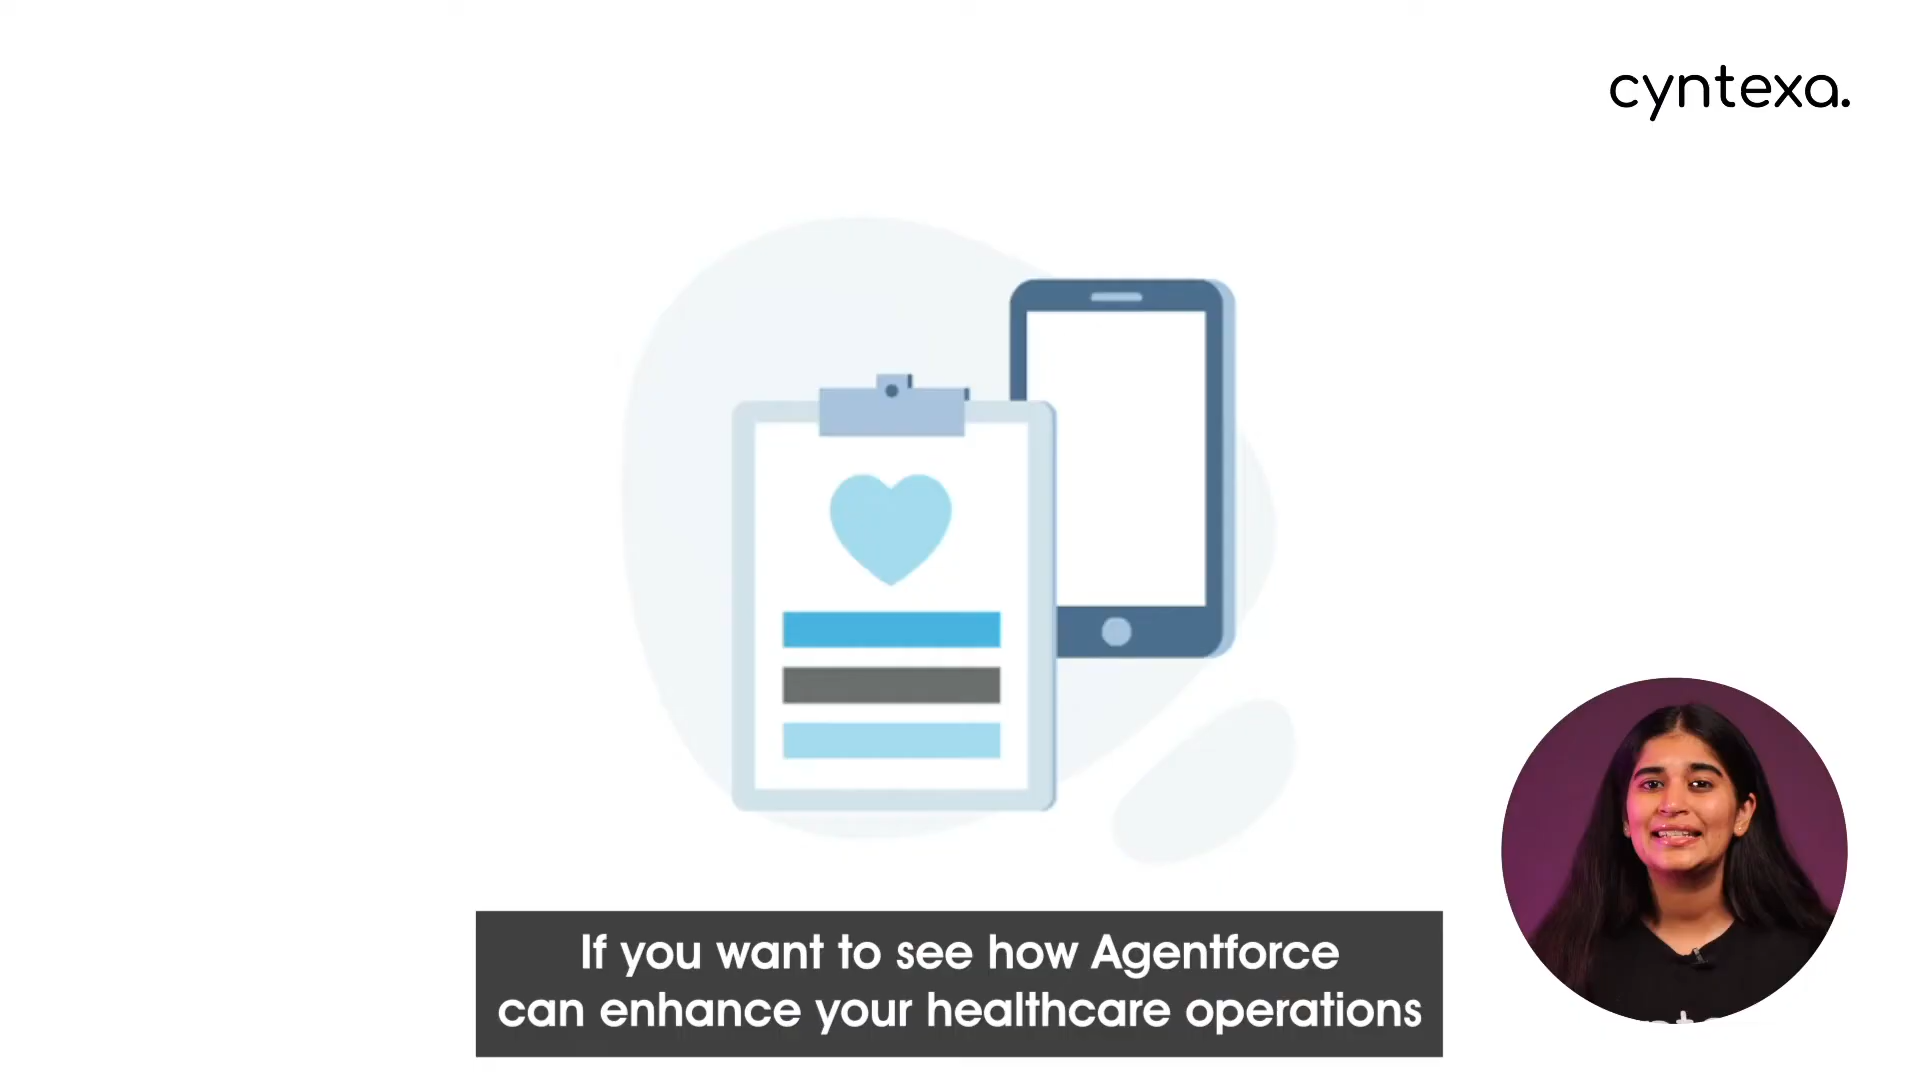 cyntexa.
If you want to see how Agentforce
can enhance your healthcare operations